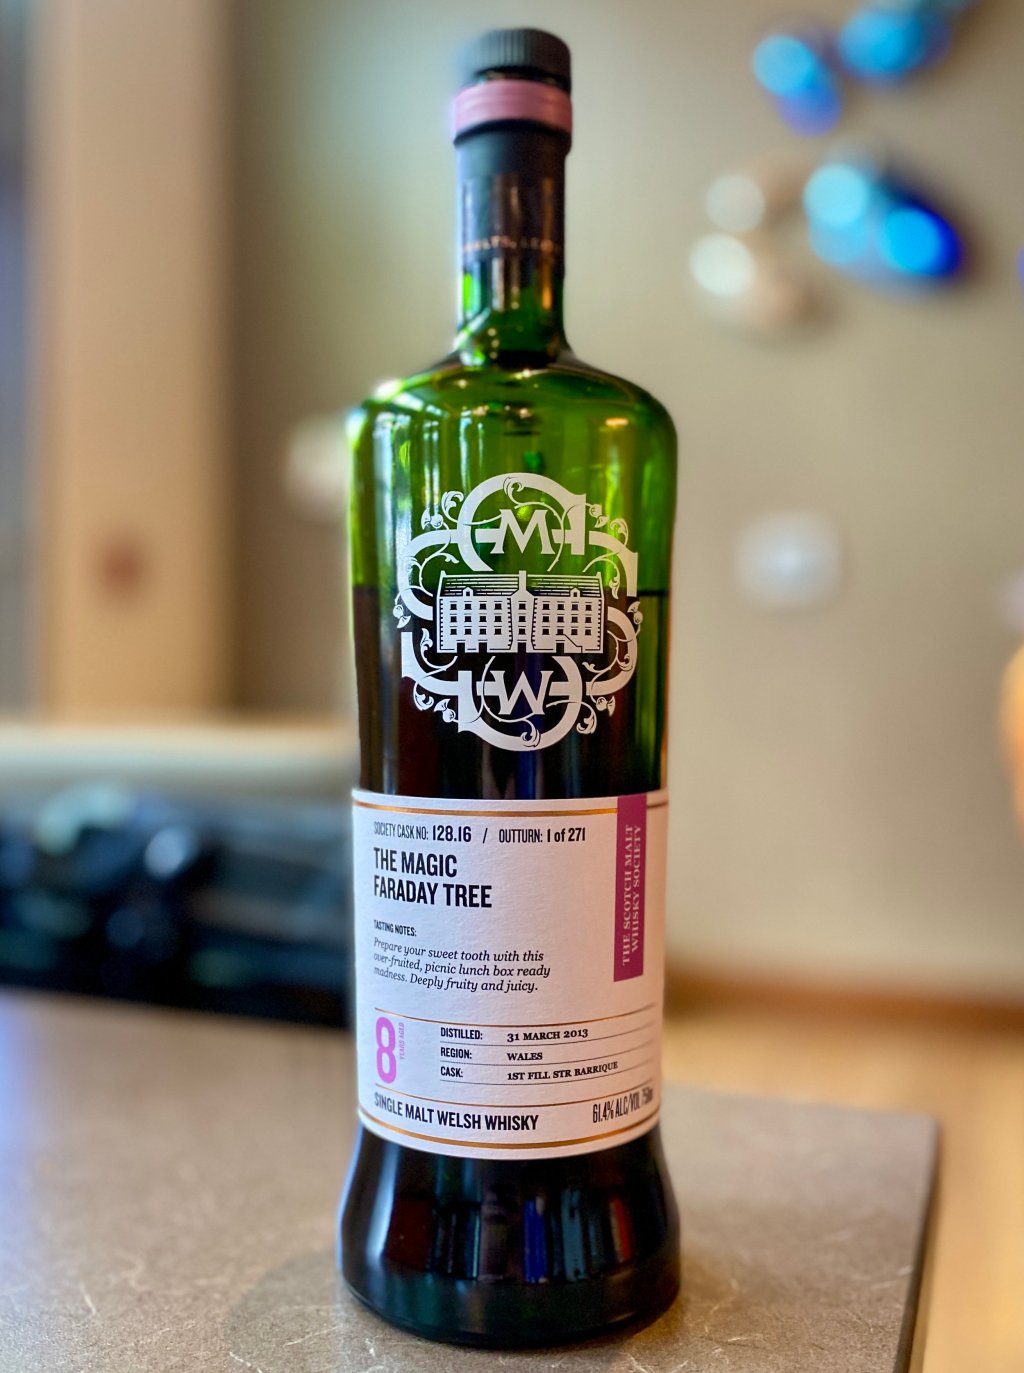 M
W
SOCIETY CASK NO: 128.16 / OUTTURN: 1 of 271
THE MAGIC
FARADAY TREE
THE SCOTCH MALT
WHISKY SOCIETY
TASTING NOTES:
Prepare your sweet tooth with this
over-fruited, picnic lunch box ready
madness. Deeply fruity and juicy.
8
YEARS AGED
DISTILLED: 31 MARCH 2013
REGION: WALES
CASK: 1ST FILL STR BARRIQUE
SINGLE MALT WELSH WHISKY
61.4% ALC/VOL 750ml